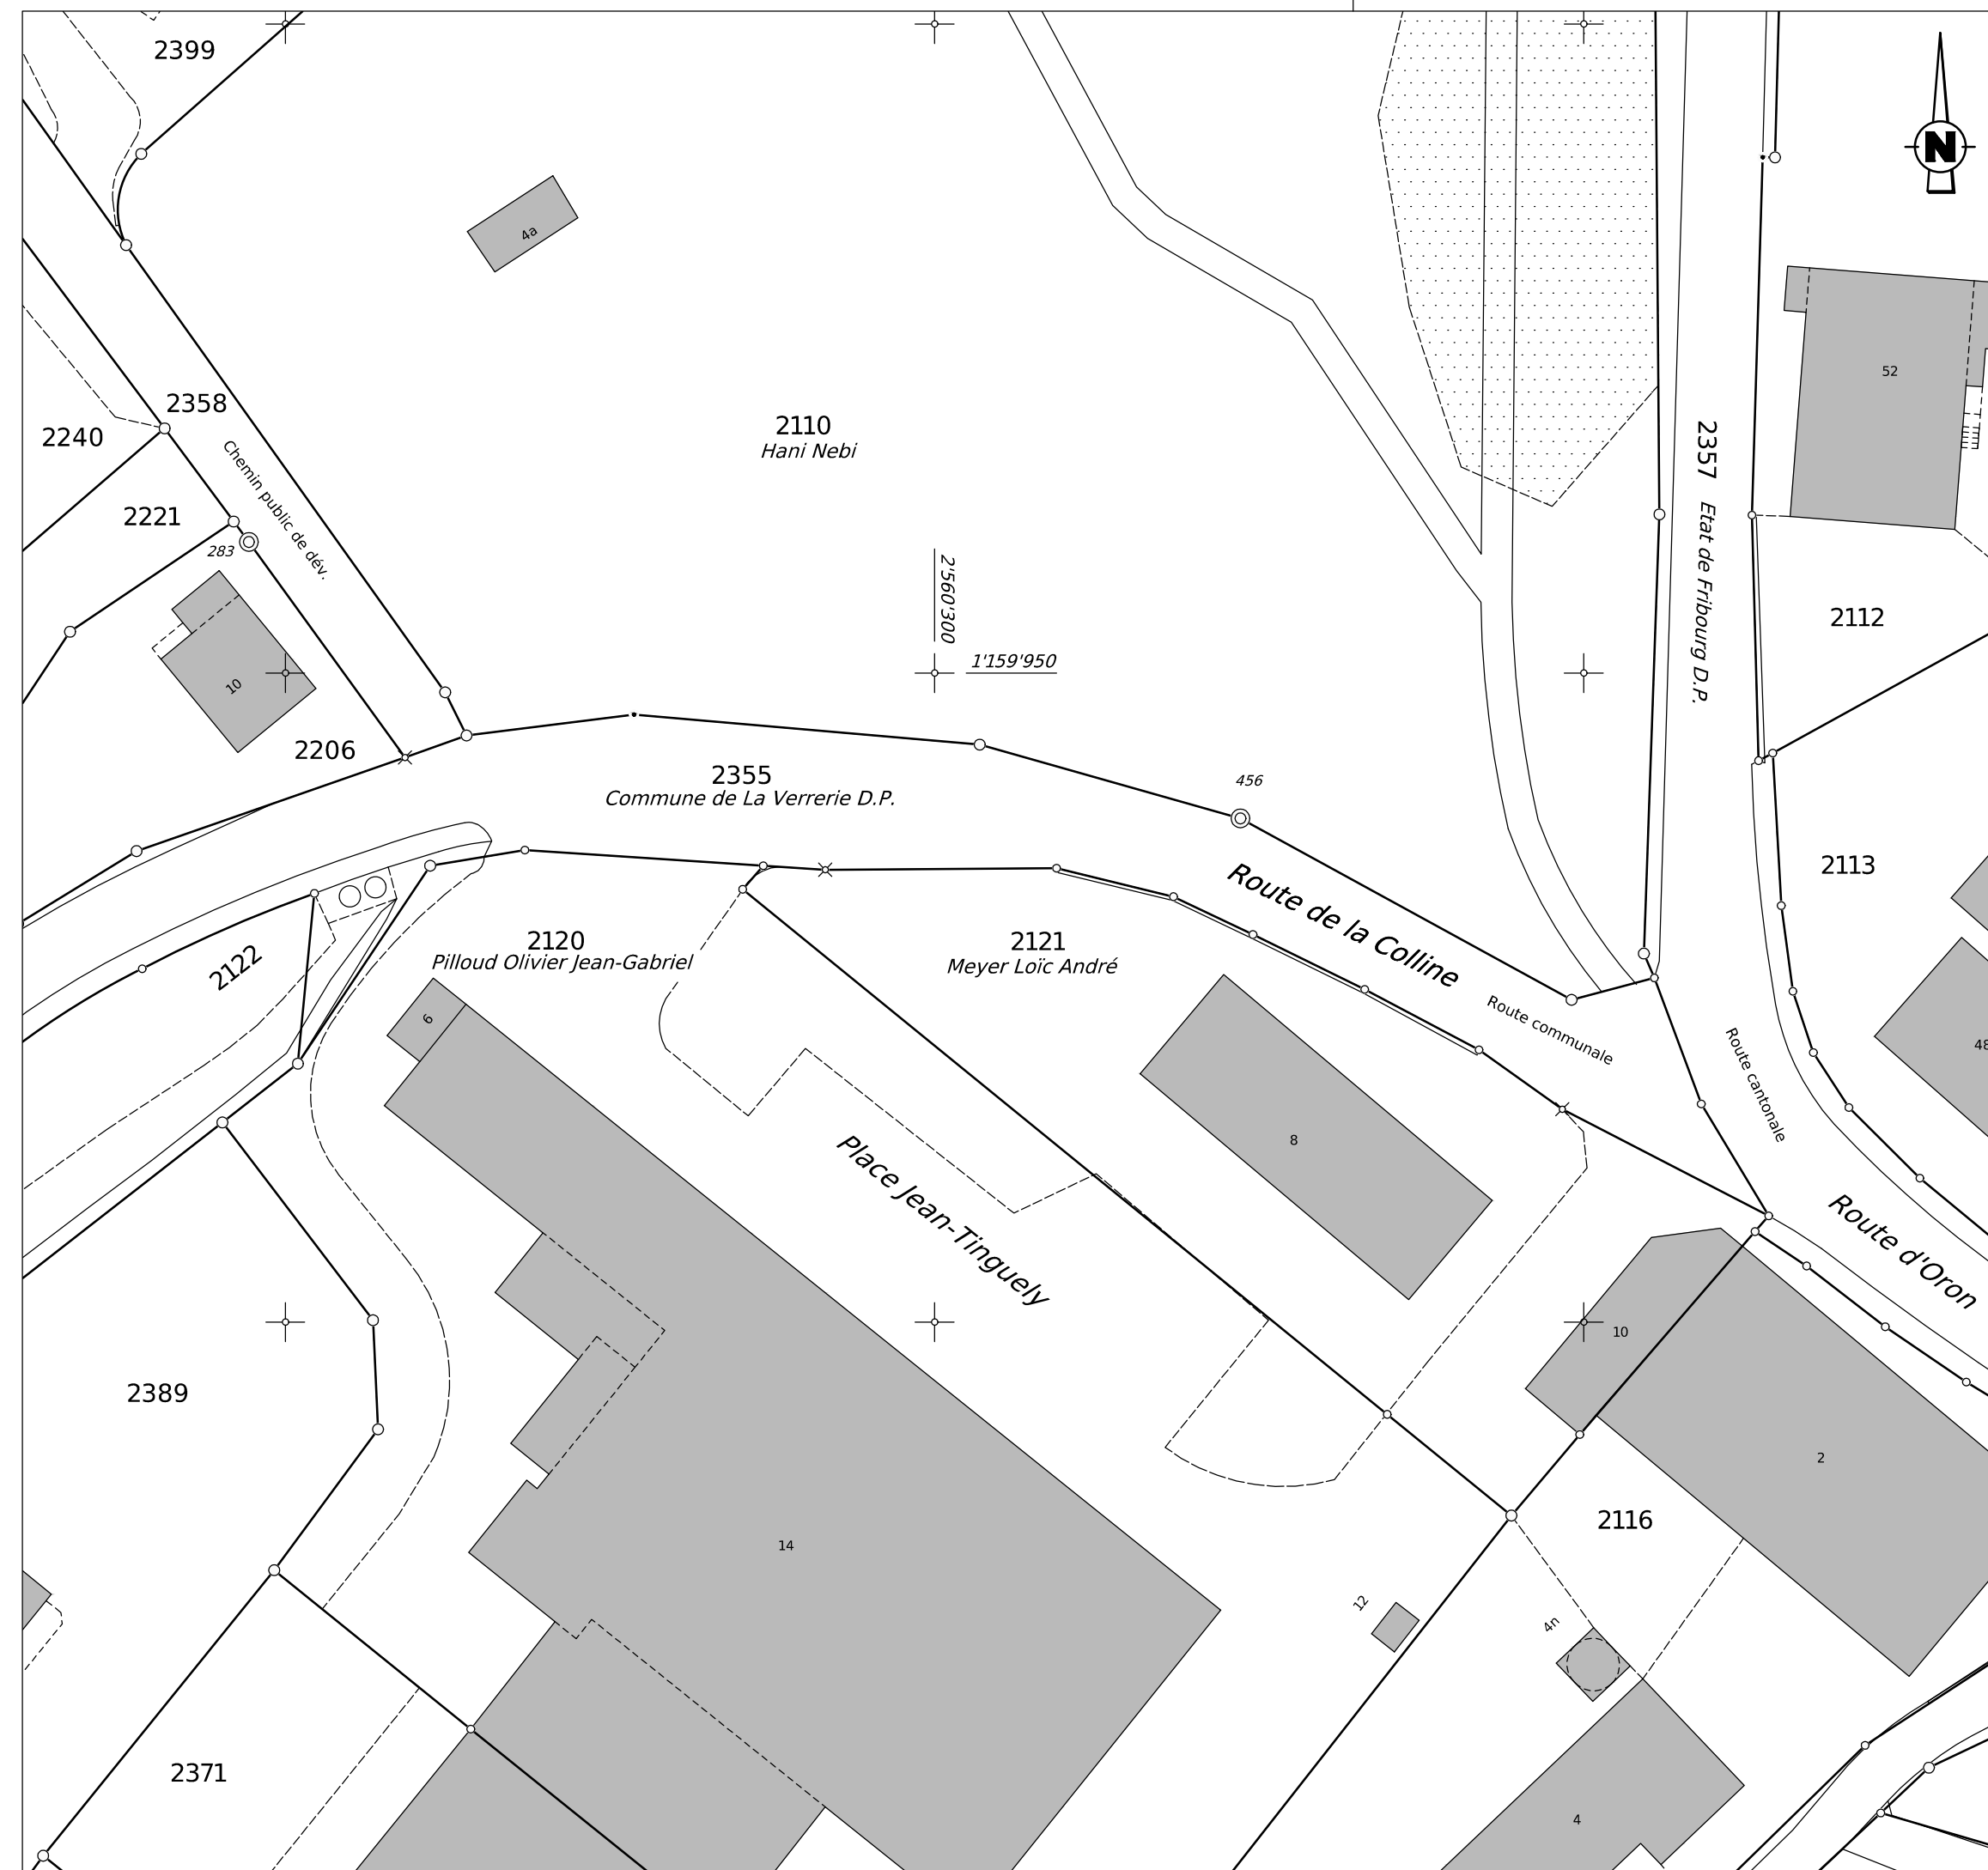 2399
N
4a
52
2358
2240
2110
Hani Nebi
2357 Etat de Fribourg D.P.
2221
Chemin public de dév.
283
2'560'300
1'159'950
2112
10
2206
2355
Commune de La Verrerie D.P.
456
2113
Route de la Colline
2122
2120
Pilloud Olivier Jean-Gabriel
2121
Meyer Loïc André
6
Route communale
Route cantonale
48
8
Place Jean-Tinguely
Route d'Oron
10
2389
2
14
2116
12
4n
2371
4